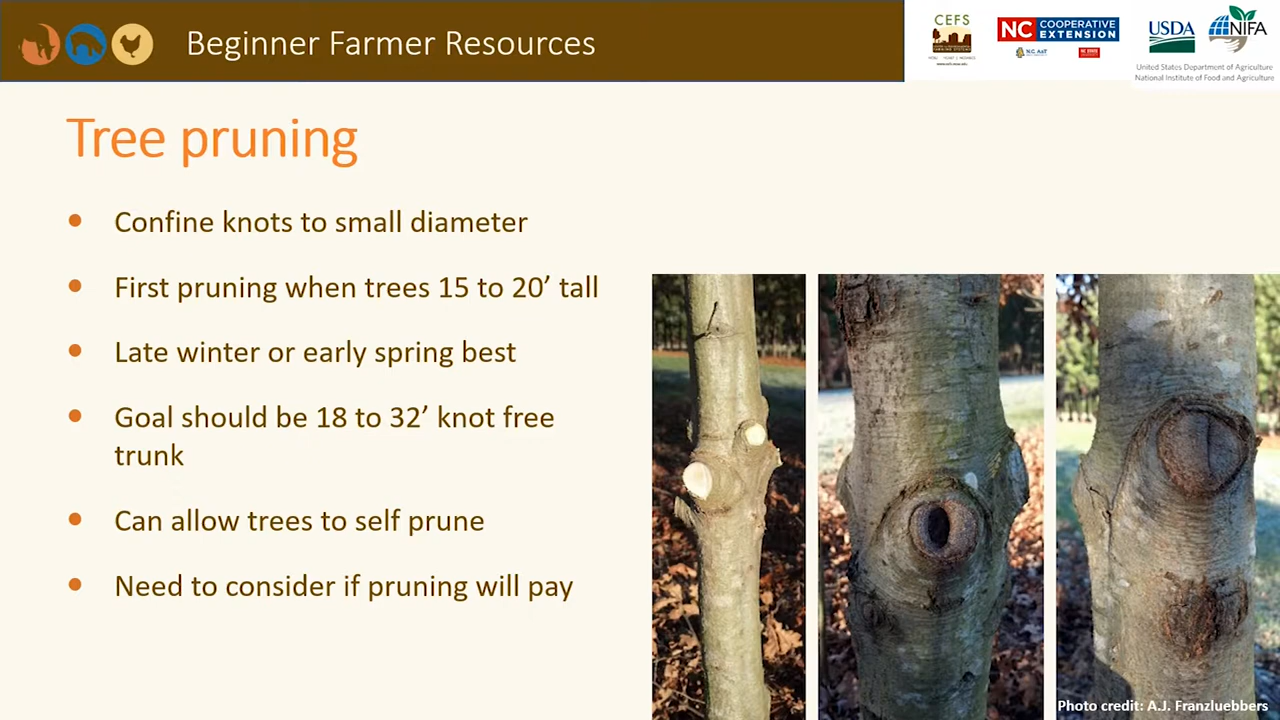 Beginner Farmer Resources
CEFS
NC COOPERATIVE
EXTENSION
N.C. A&T
NC STATE
USDA
NIFA
United States Department of Agriculture
National Institute of Food and Agriculture
Tree pruning
• Confine knots to small diameter
• First pruning when trees 15 to 20’ tall
• Late winter or early spring best
• Goal should be 18 to 32’ knot free
trunk
• Can allow trees to self prune
• Need to consider if pruning will pay
Photo credit: A.J. Franzluebbers